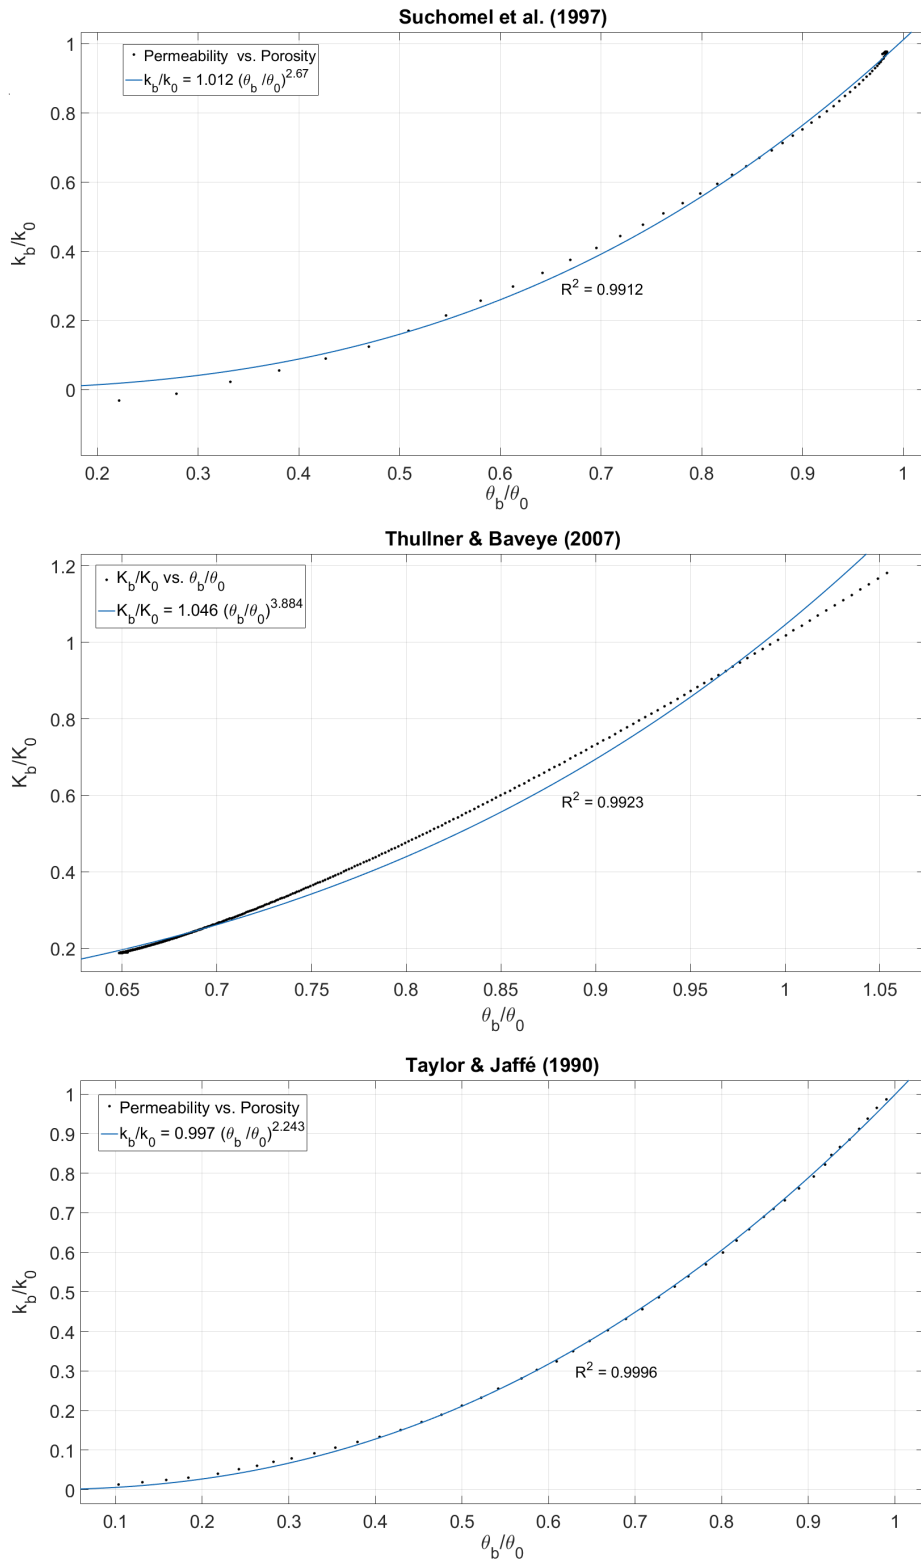 Suchomel et al. (1997)
Permeability vs. Porosity
k_b/k_0 = 1.012 (θ_b /θ_0)^2.67
1
0.8
0.6
0.4
0.2
0
k_b/k_0
R^2 = 0.9912
0.2 0.3 0.4 0.5 0.6 0.7 0.8 0.9 1
θ_b/θ_0
Thullner & Baveye (2007)
K_b/K_0 vs. θ_b/θ_0
K_b/K_0 = 1.046 (θ_b/θ_0)^3.884
1.2
1
0.8
0.6
0.4
0.2
K_b/K_0
R^2 = 0.9923
0.65 0.7 0.75 0.8 0.85 0.9 0.95 1 1.05
θ_b/θ_0
Taylor & Jaffé (1990)
Permeability vs. Porosity
k_b/k_0 = 0.997 (θ_b /θ_0)^2.243
1
0.9
0.8
0.7
0.6
0.5
0.4
0.3
0.2
0.1
0
k_b/k_0
R^2 = 0.9996
0.1 0.2 0.3 0.4 0.5 0.6 0.7 0.8 0.9 1
θ_b/θ_0